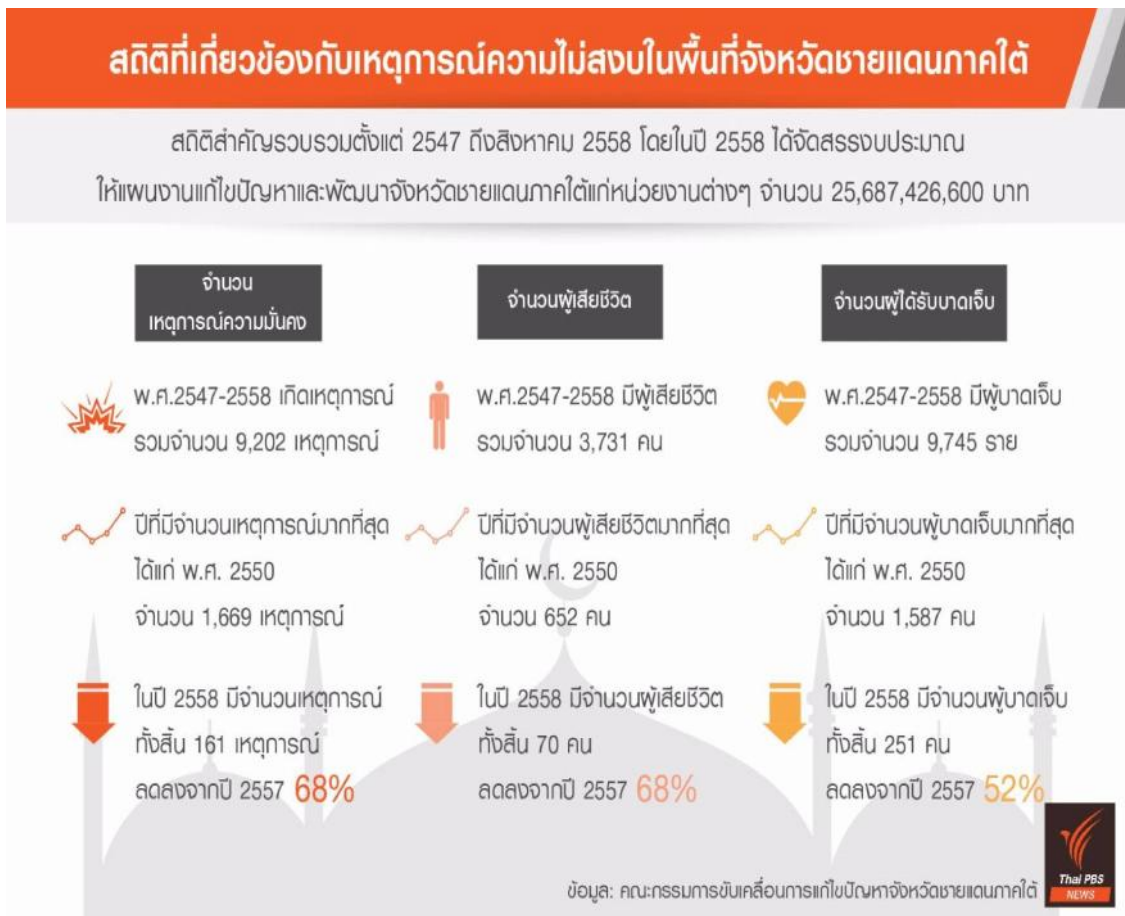 สถิติที่เกี่ยวข้องกับเหตุการณ์ความไม่สงบในพื้นที่จังหวัดชายแดนภาคใต้
สถิติสำคัญรวบรวมตั้งแต่ 2547 ถึงสิงหาคม 2558 โดยในปี 2558 ได้จัดสรรงบประมาณ
ให้แผนงานแก้ไขปัญหาและพัฒนาจังหวัดชายแดนภาคใต้แก่หน่วยงานต่างๆ จำนวน 25,687,426,600 บาท
จำนวน
เหตุการณ์ความมั่นคง
พ.ศ.2547-2558 เกิดเหตุการณ์
รวมจำนวน 9,202 เหตุการณ์
ปีที่มีจำนวนเหตุการณ์มากที่สุด
ได้แก่ พ.ศ. 2550
จำนวน 1,669 เหตุการณ์
ในปี 2558 มีจำนวนเหตุการณ์
ทั้งสิ้น 161 เหตุการณ์
ลดลงจากปี 2557 68%
จำนวนผู้เสียชีวิต
พ.ศ.2547-2558 มีผู้เสียชีวิต
รวมจำนวน 3,731 คน
ปีที่มีจำนวนผู้เสียชีวิตมากที่สุด
ได้แก่ พ.ศ. 2550
จำนวน 652 คน
ในปี 2558 มีจำนวนผู้เสียชีวิต
ทั้งสิ้น 70 คน
ลดลงจากปี 2557 68%
จำนวนผู้ได้รับบาดเจ็บ
พ.ศ.2547-2558 มีผู้บาดเจ็บ
รวมจำนวน 9,745 ราย
ปีที่มีจำนวนผู้บาดเจ็บมากที่สุด
ได้แก่ พ.ศ. 2550
จำนวน 1,587 คน
ในปี 2558 มีจำนวนผู้บาดเจ็บ
ทั้งสิ้น 251 คน
ลดลงจากปี 2557 52%
ข้อมูล: คณะกรรมการขับเคลื่อนการแก้ไขปัญหาจังหวัดชายแดนภาคใต้
Thai PBS
NEWS